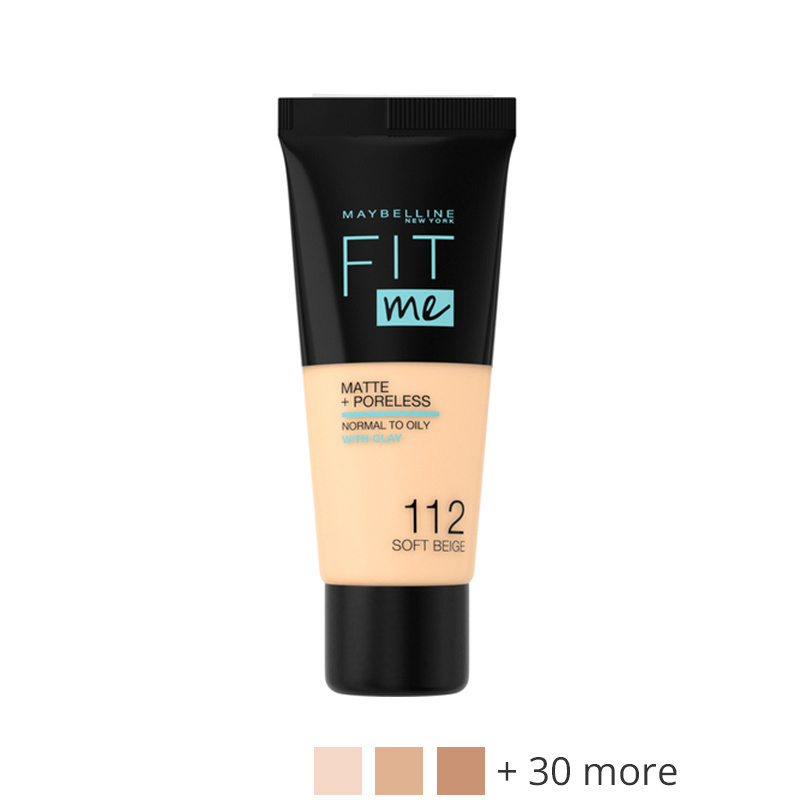 MAYBELLINE
NEW YORK
FIT
me
MATTE
+ PORELESS
NORMAL TO OILY
WITH CLAY
112
SOFT BEIGE
+ 30 more